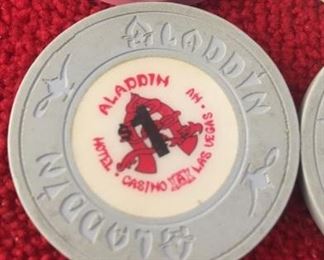 ALADDIN
ALADDIN
NV.
$1
HOTEL • CASINO
LAS VEGAS
ALADDIN